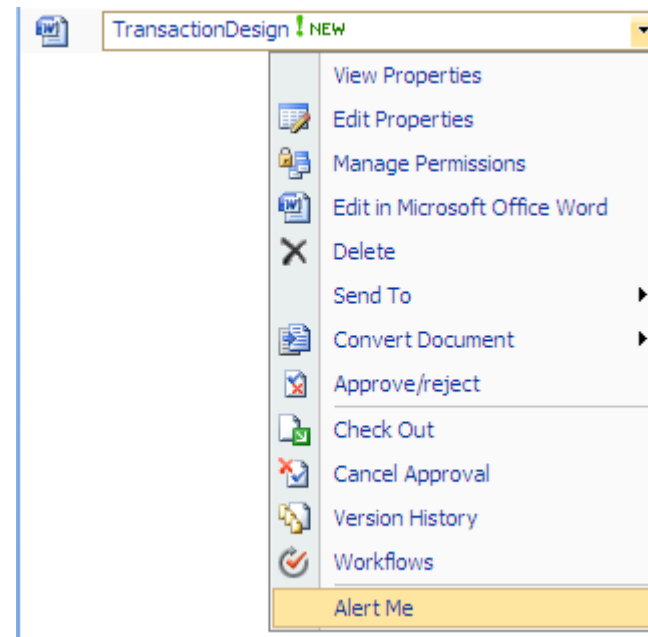 TransactionDesign ! NEW
View Properties
Edit Properties
Manage Permissions
Edit in Microsoft Office Word
Delete
Send To
Convert Document
Approve/reject
Check Out
Cancel Approval
Version History
Workflows
Alert Me